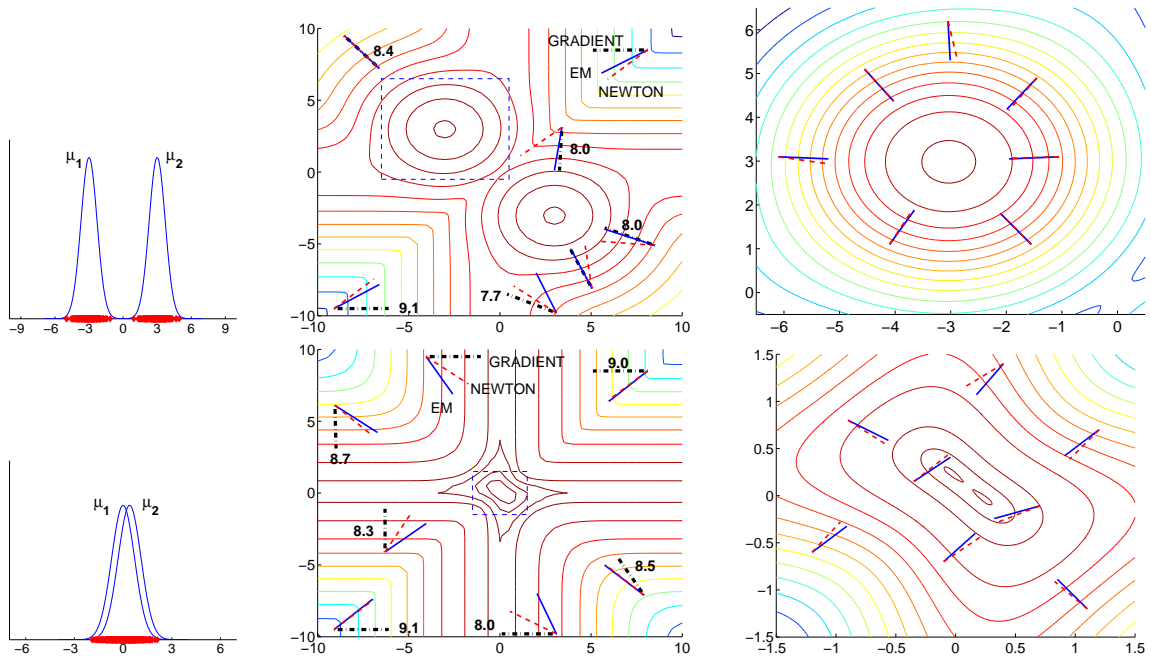 μ1 μ2
−9 −6 −3 0 3 6 9
10
5
0
−5
−10
−10 −5 0 5 10
8.4
GRADIENT
EM
NEWTON
8.0
8.0
9.1
7.7
6
5
4
3
2
1
0
−6 −5 −4 −3 −2 −1 0
μ1 μ2
−6 −3 0 3 6
10
5
0
−5
−10
−10 −5 0 5 10
GRADIENT
NEWTON
EM
9.0
8.7
8.3
8.5
9.1
8.0
1.5
1
0.5
0
−0.5
−1
−1.5
−1.5 −1 −0.5 0 0.5 1 1.5